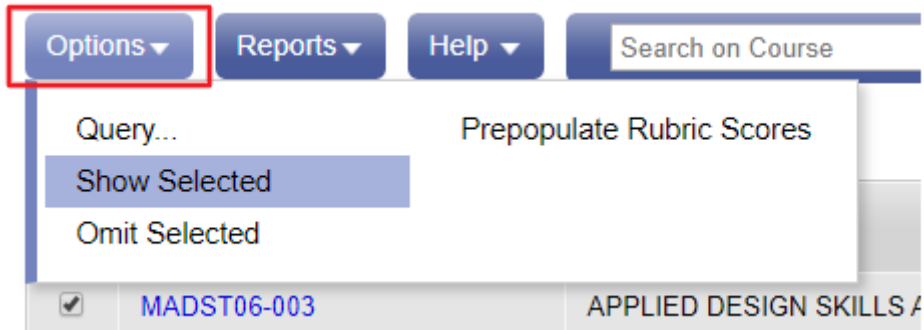 Options Reports Help Search on Course
Query... Prepopulate Rubric Scores
Show Selected
Omit Selected
MADST06-003 APPLIED DESIGN SKILLS